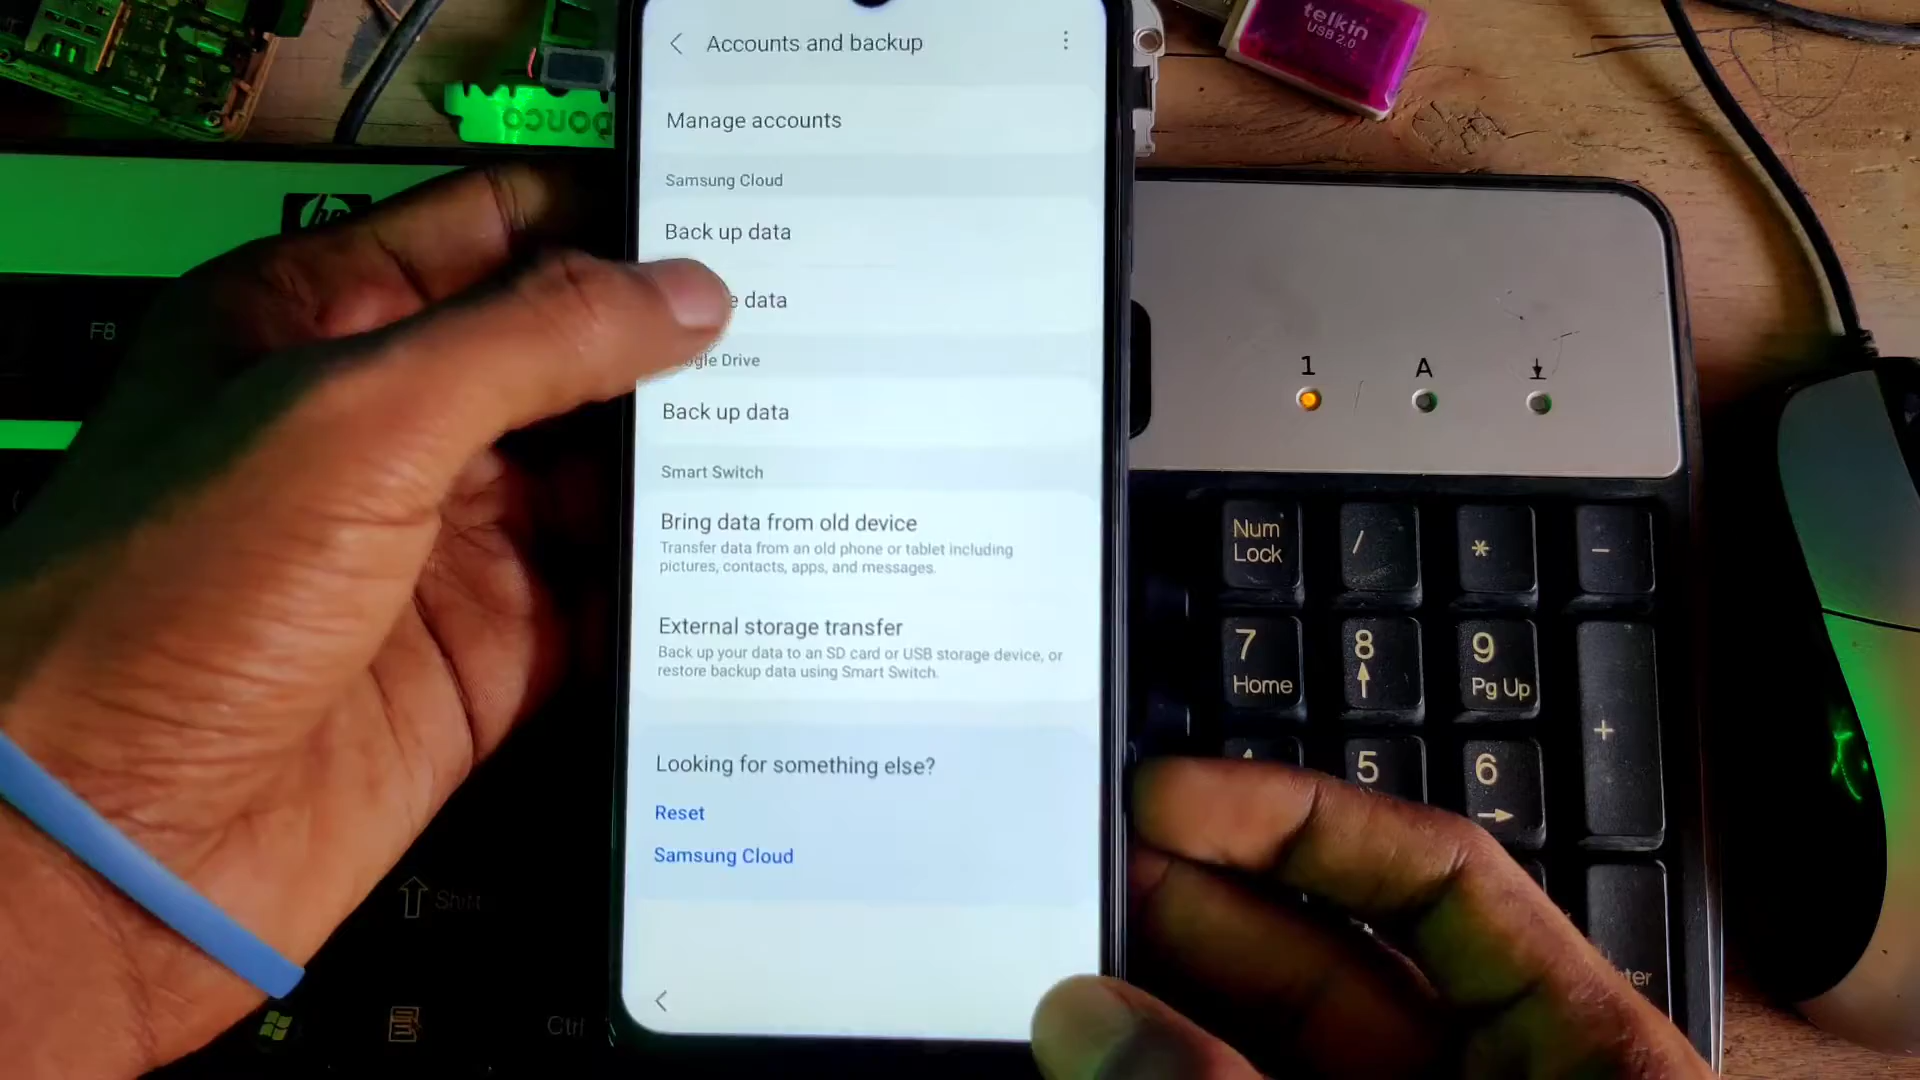 telkin
USB 2.0
Accounts and backup
Manage accounts
Samsung Cloud
Back up data
data
Drive
Back up data
Smart Switch
Bring data from old device
Transfer data from an old phone or tablet including
pictures, contacts, apps, and messages.
External storage transfer
Back up your data to an SD card or USB storage device, or
restore backup data using Smart Switch.
Looking for something else?
Reset
Samsung Cloud
DORCO
hp
F8
Shift
Ctrl
1
A
Num
Lock
/
*
-
7
Home
8
9
Pg Up
+
5
6